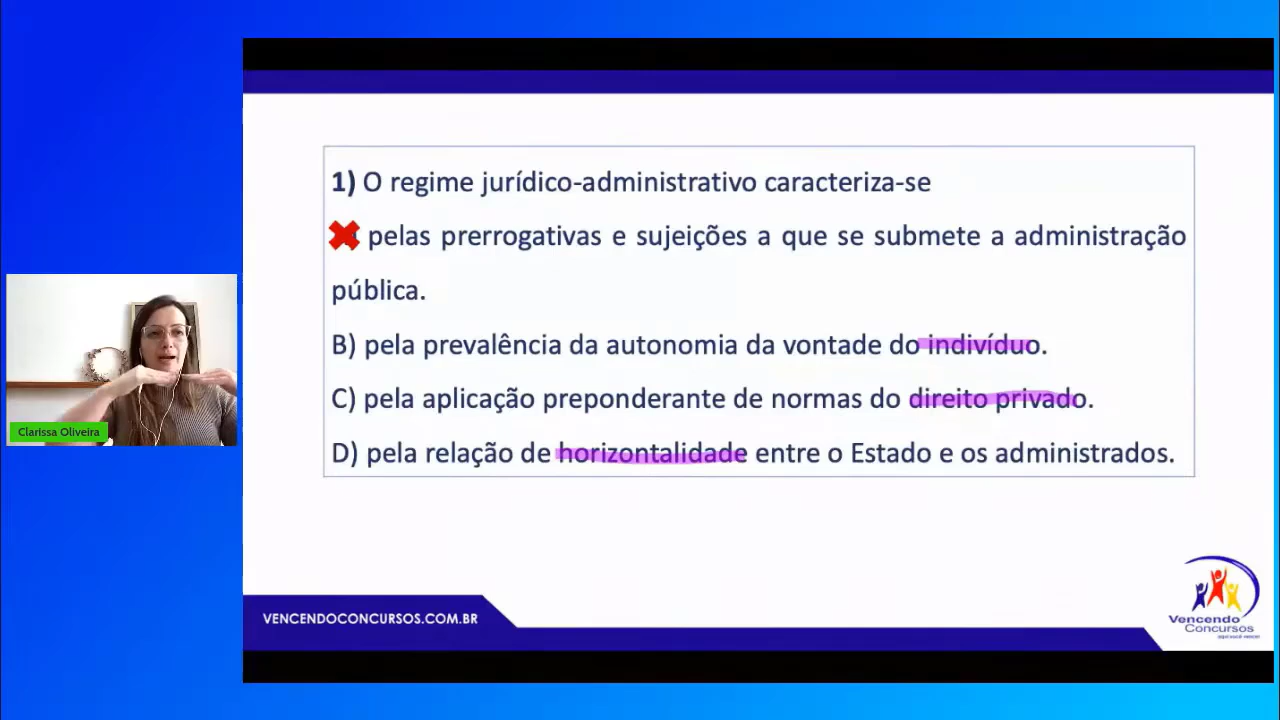 1) O regime jurídico-administrativo caracteriza-se
pelas prerrogativas e sujeições a que se submete a administração
pública.
B) pela prevalência da autonomia da vontade do indivíduo.
C) pela aplicação preponderante de normas do direito privado.
D) pela relação de horizontalidade entre o Estado e os administrados.
Clarissa Oliveira
VENCENDOCONCURSOS.COM.BR
Vencendo
Concursos